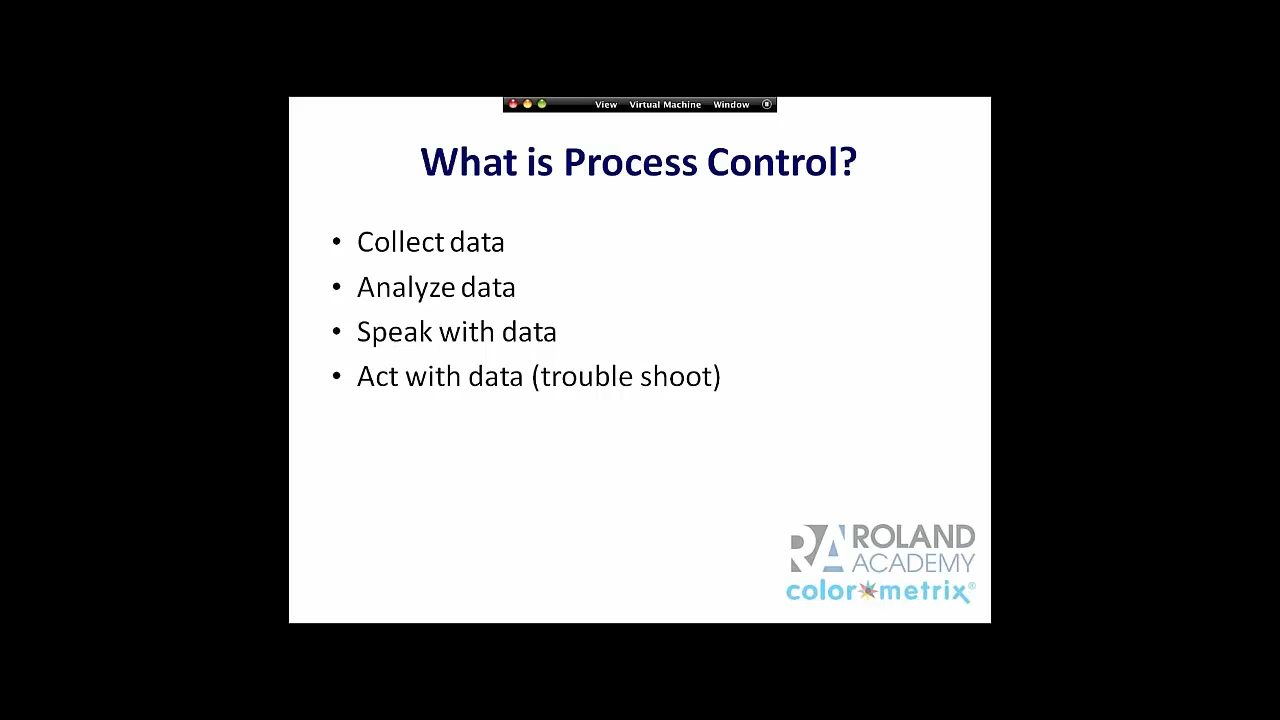 View Virtual Machine Window
What is Process Control?
• Collect data
• Analyze data
• Speak with data
• Act with data (trouble shoot)
RA ROLAND
ACADEMY
color metrix®